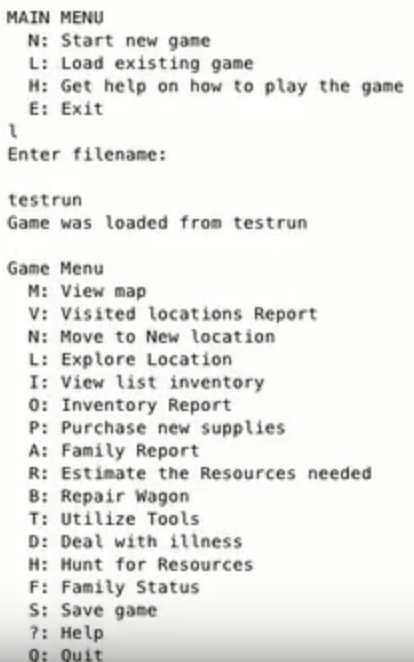 MAIN MENU
N: Start new game
L: Load existing game
H: Get help on how to play the game
E: Exit
l
Enter filename:
testrun
Game was loaded from testrun
Game Menu
M: View map
V: Visited locations Report
N: Move to New location
L: Explore Location
I: View list inventory
O: Inventory Report
P: Purchase new supplies
A: Family Report
R: Estimate the Resources needed
B: Repair Wagon
T: Utilize Tools
D: Deal with illness
H: Hunt for Resources
F: Family Status
S: Save game
?: Help
Q: Quit